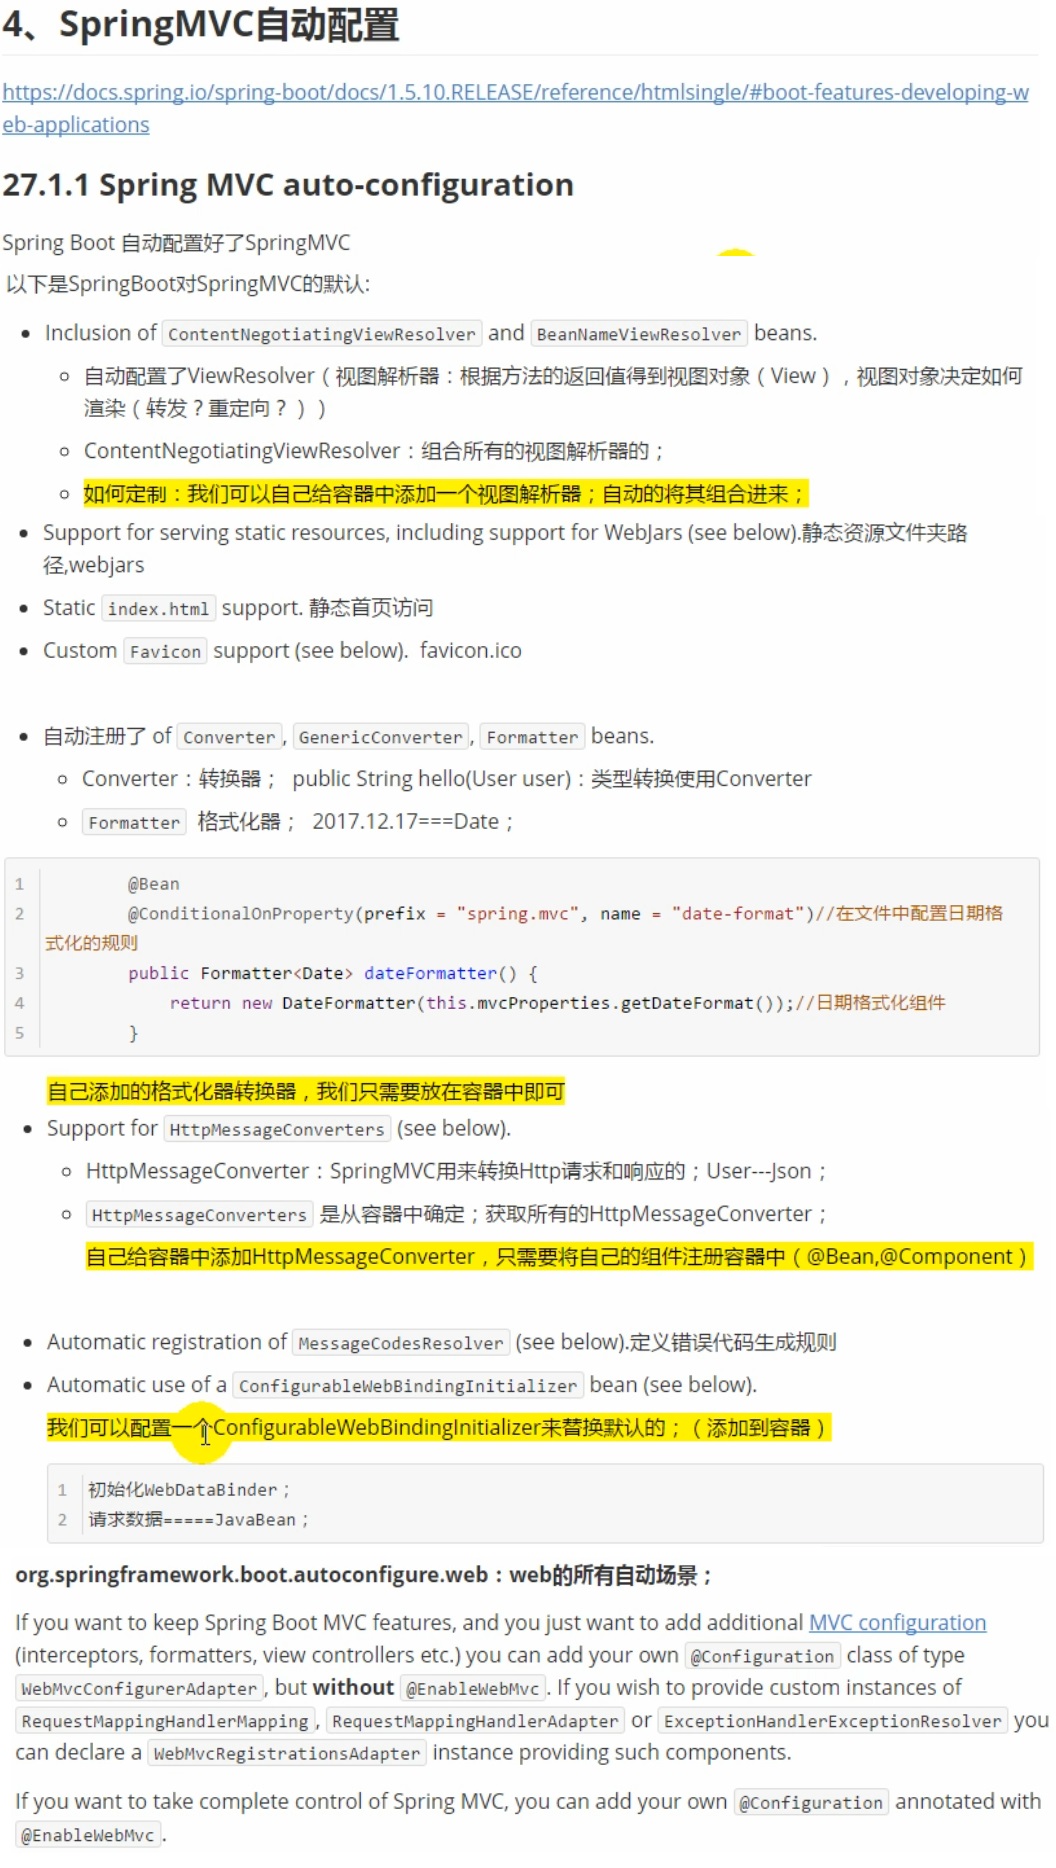 4、SpringMVC自动配置
https://docs.spring.io/spring-boot/docs/1.5.10.RELEASE/reference/htmlsingle/#boot-features-developing-w
eb-applications
27.1.1 Spring MVC auto-configuration
Spring Boot 自动配置好了SpringMVC
以下是SpringBoot对SpringMVC的默认:
• Inclusion of ContentNegotiatingViewResolver and BeanNameViewResolver beans.
○ 自动配置了ViewResolver（视图解析器：根据方法的返回值得到视图对象（View），视图对象决定如何
渲染（转发？重定向？））
○ ContentNegotiatingViewResolver：组合所有的视图解析器的；
○ 如何定制：我们可以自己给容器中添加一个视图解析器；自动的将其组合进来；
• Support for serving static resources, including support for WebJars (see below).静态资源文件夹路
径,webjars
• Static index.html support. 静态首页访问
• Custom Favicon support (see below). favicon.ico
• 自动注册了 of Converter, GenericConverter, Formatter beans.
○ Converter：转换器； public String hello(User user)：类型转换使用Converter
○ Formatter 格式化器； 2017.12.17===Date；
1 @Bean
2 @ConditionalOnProperty(prefix = "spring.mvc", name = "date-format")//在文件中配置日期格
式化的规则
3 public Formatter<Date> dateFormatter() {
4 return new DateFormatter(this.mvcProperties.getDateFormat());//日期格式化组件
5 }
自己添加的格式化器转换器，我们只需要放在容器中即可
• Support for HttpMessageConverters (see below).
○ HttpMessageConverter：SpringMVC用来转换Http请求和响应的；User---Json；
○ HttpMessageConverters 是从容器中确定；获取所有的HttpMessageConverter；
自己给容器中添加HttpMessageConverter，只需要将自己的组件注册容器中（@Bean,@Component）
• Automatic registration of MessageCodesResolver (see below).定义错误代码生成规则
• Automatic use of a ConfigurableWebBindingInitializer bean (see below).
我们可以配置一个ConfigurableWebBindingInitializer来替换默认的；（添加到容器）
1 初始化WebDataBinder；
2 请求数据=====JavaBean；
org.springframework.boot.autoconfigure.web：web的所有自动场景；
If you want to keep Spring Boot MVC features, and you just want to add additional MVC configuration
(interceptors, formatters, view controllers etc.) you can add your own @Configuration class of type
WebMvcConfigurerAdapter, but without @EnableWebMvc. If you wish to provide custom instances of
RequestMappingHandlerMapping, RequestMappingHandlerAdapter or ExceptionHandlerExceptionResolver you
can declare a WebMvcRegistrationsAdapter instance providing such components.
If you want to take complete control of Spring MVC, you can add your own @Configuration annotated with
@EnableWebMvc.